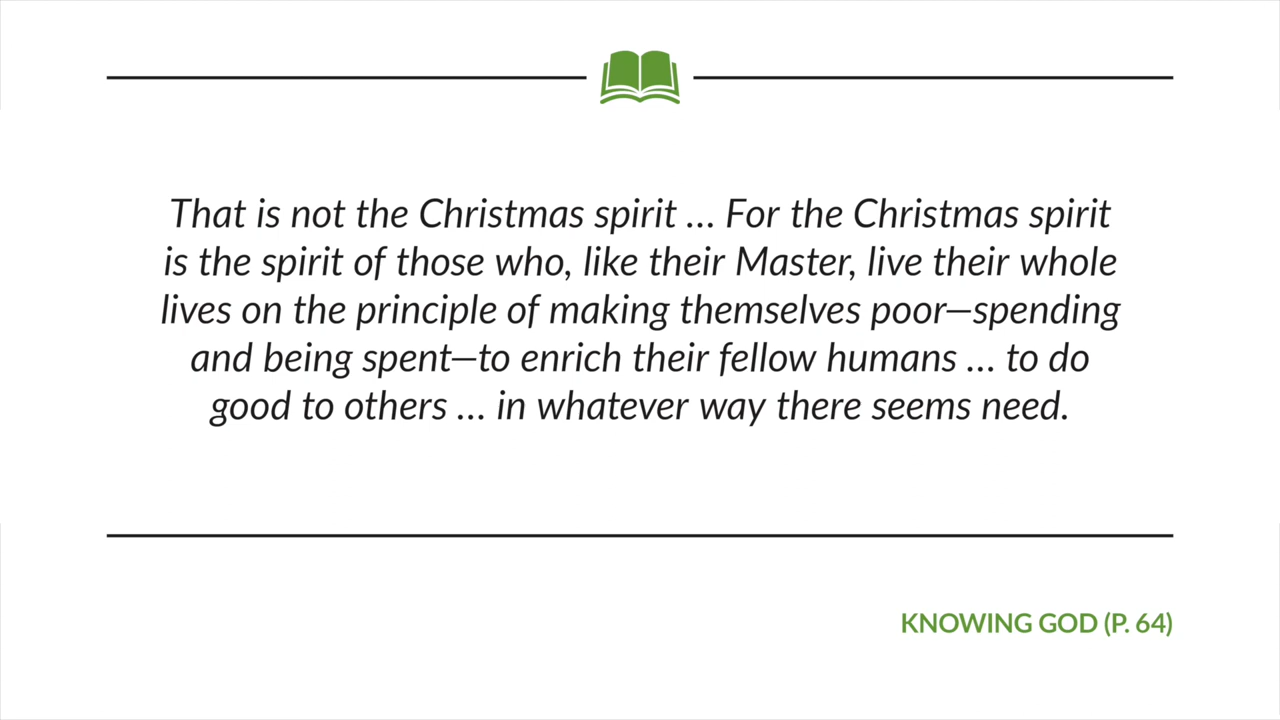 That is not the Christmas spirit … For the Christmas spirit
is the spirit of those who, like their Master, live their whole
lives on the principle of making themselves poor—spending
and being spent—to enrich their fellow humans … to do
good to others … in whatever way there seems need.
KNOWING GOD (P. 64)